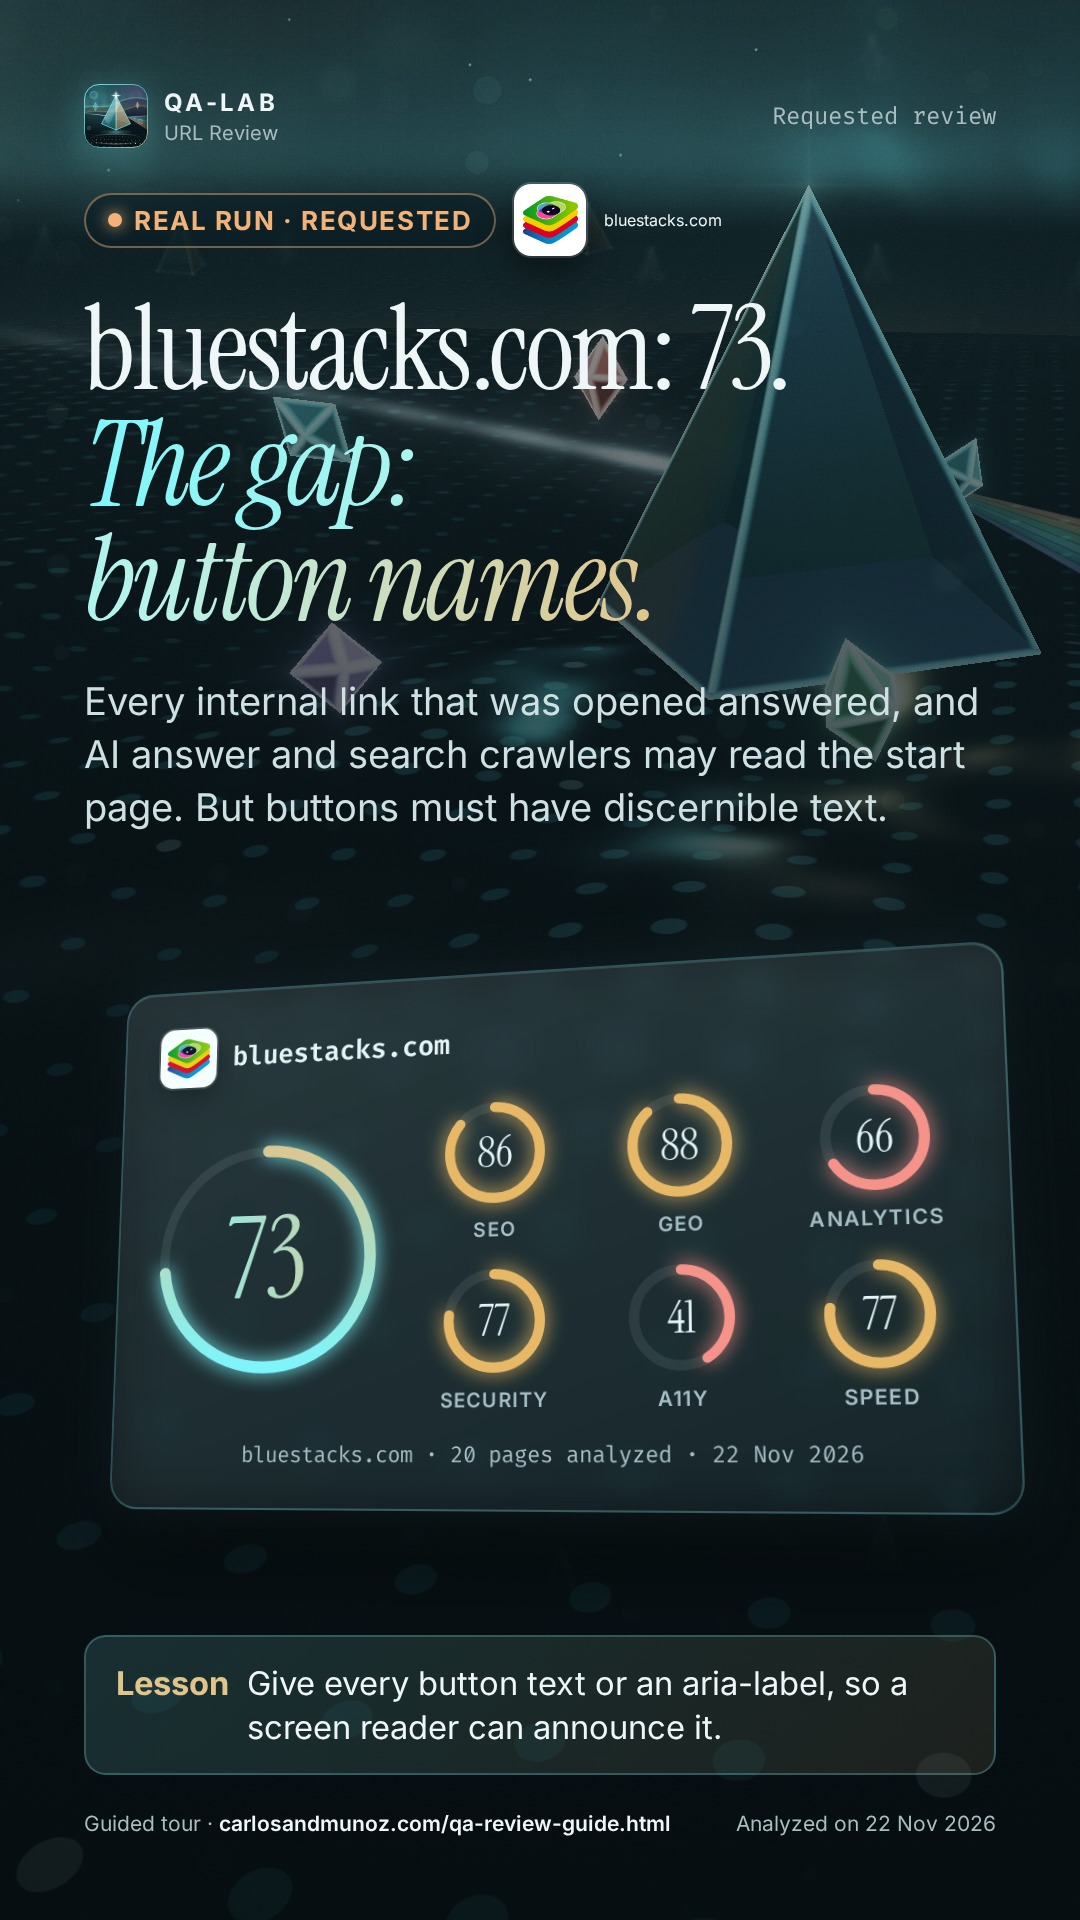 QA-LAB
URL Review
Requested review
REAL RUN · REQUESTED
bluestacks.com
bluestacks.com: 73.
The gap:
button names.
Every internal link that was opened answered, and
AI answer and search crawlers may read the start
page. But buttons must have discernible text.
bluestacks.com
73
86
SEO
88
GEO
66
ANALYTICS
77
SECURITY
41
A11Y
77
SPEED
bluestacks.com · 20 pages analyzed · 22 Nov 2026
Lesson Give every button text or an aria-label, so a
screen reader can announce it.
Guided tour · carlosandmunoz.com/qa-review-guide.html
Analyzed on 22 Nov 2026